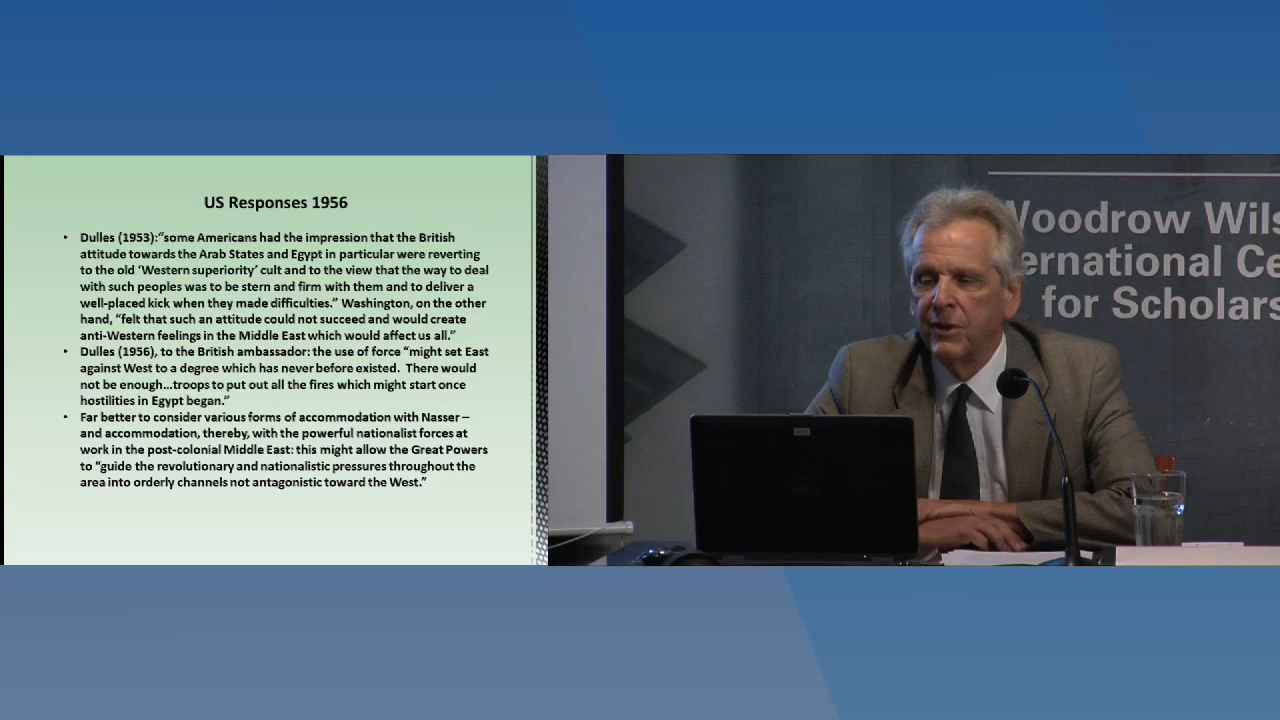 US Responses 1956
• Dulles (1953):“some Americans had the impression that the British
attitude towards the Arab States and Egypt in particular were reverting
to the old ‘Western superiority’ cult and to the view that the way to deal
with such peoples was to be stern and firm with them and to deliver a
well-placed kick when they made difficulties.” Washington, on the other
hand, “felt that such an attitude could not succeed and would create
anti-Western feelings in the Middle East which would affect us all.”
• Dulles (1956), to the British ambassador: the use of force “might set East
against West to a degree which has never before existed.  There would
not be enough...troops to put out all the fires which might start once
hostilities in Egypt began.”
• Far better to consider various forms of accommodation with Nasser –
and accommodation, thereby, with the powerful nationalist forces at
work in the post-colonial Middle East: this might allow the Great Powers
to “guide the revolutionary and nationalistic pressures throughout the
area into orderly channels not antagonistic toward the West.”
Woodrow Wils
ernational Ce
for Scholars